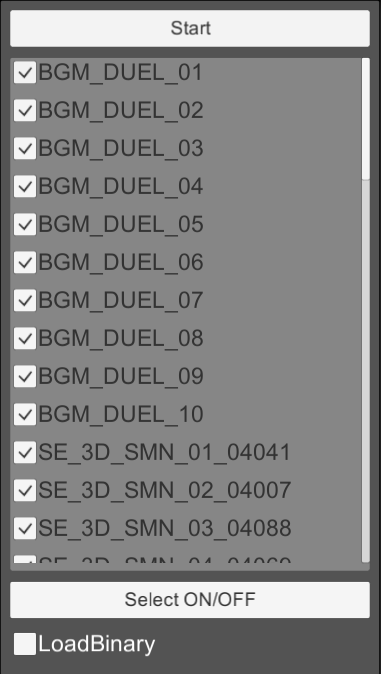 Start
BGM_DUEL_01
BGM_DUEL_02
BGM_DUEL_03
BGM_DUEL_04
BGM_DUEL_05
BGM_DUEL_06
BGM_DUEL_07
BGM_DUEL_08
BGM_DUEL_09
BGM_DUEL_10
SE_3D_SMN_01_04041
SE_3D_SMN_02_04007
SE_3D_SMN_03_04088
Select ON/OFF
LoadBinary